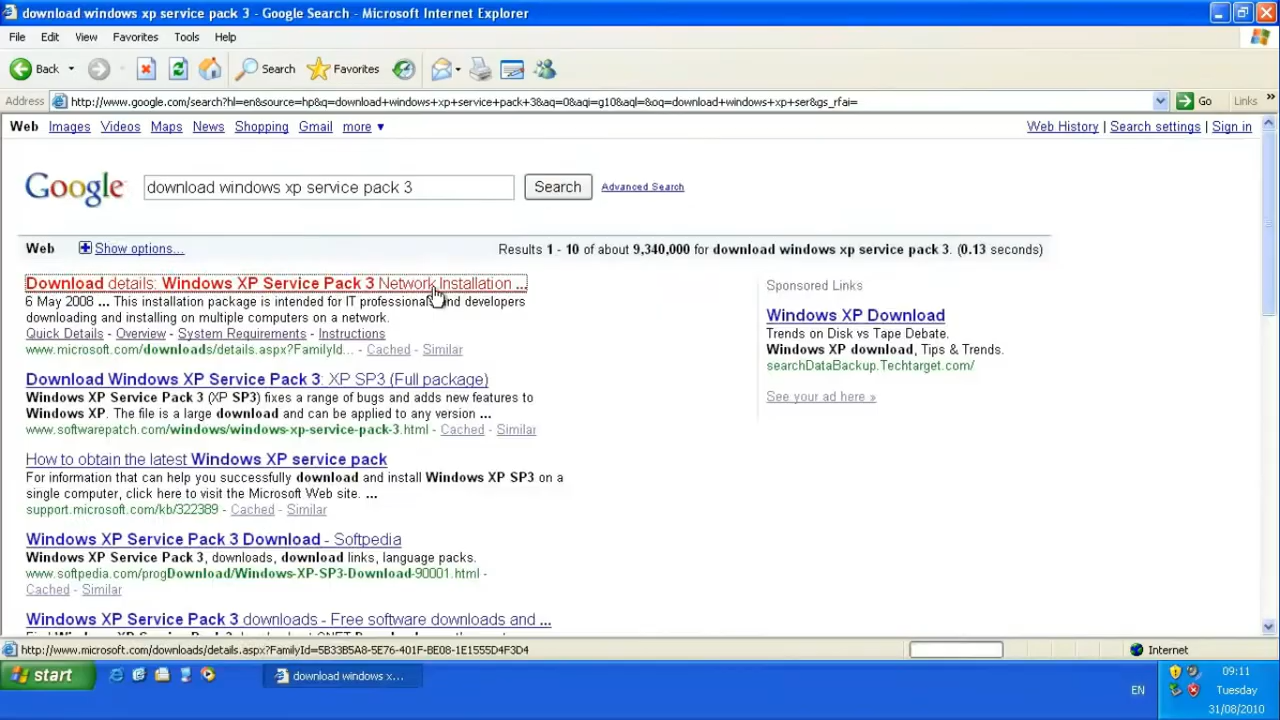 download windows xp service pack 3 - Google Search - Microsoft Internet Explorer
File Edit View Favorites Tools Help
Back Search Favorites
Address http://www.google.com/search?hl=en&source=hp&q=download+windows+xp+service+pack+3&aq=0&aqi=g10&aql=&oq=download+windows+xp+ser&gs_rfai= Go Links »
Web Images Videos Maps News Shopping Gmail more ▼ Web History | Search settings | Sign in
Google download windows xp service pack 3 Search Advanced Search
Web Show options... Results 1 - 10 of about 9,340,000 for download windows xp service pack 3. (0.13 seconds)
Download details: Windows XP Service Pack 3 Network Installation ...
6 May 2008 ... This installation package is intended for IT professionals and developers
downloading and installing on multiple computers on a network.
Quick Details - Overview - System Requirements - Instructions
www.microsoft.com/downloads/details.aspx?FamilyId... - Cached - Similar
Download Windows XP Service Pack 3: XP SP3 (Full package)
Windows XP Service Pack 3 (XP SP3) fixes a range of bugs and adds new features to
Windows XP. The file is a large download and can be applied to any version ...
www.softwarepatch.com/windows/windows-xp-service-pack-3.html - Cached - Similar
How to obtain the latest Windows XP service pack
For information that can help you successfully download and install Windows XP SP3 on a
single computer, click here to visit the Microsoft Web site. ...
support.microsoft.com/kb/322389 - Cached - Similar
Windows XP Service Pack 3 Download - Softpedia
Windows XP Service Pack 3, downloads, download links, language packs.
www.softpedia.com/progDownload/Windows-XP-SP3-Download-90001.html -
Cached - Similar
Windows XP Service Pack 3 downloads - Free software downloads and ...
Sponsored Links
Windows XP Download
Trends on Disk vs Tape Debate.
Windows XP download, Tips & Trends.
searchDataBackup.Techtarget.com/
See your ad here »
http://www.microsoft.com/downloads/details.aspx?FamilyId=5B33B5A8-5E76-401F-BE08-1E1555D4F3D4 Internet
start download windows x... EN 09:11
Tuesday
31/08/2010